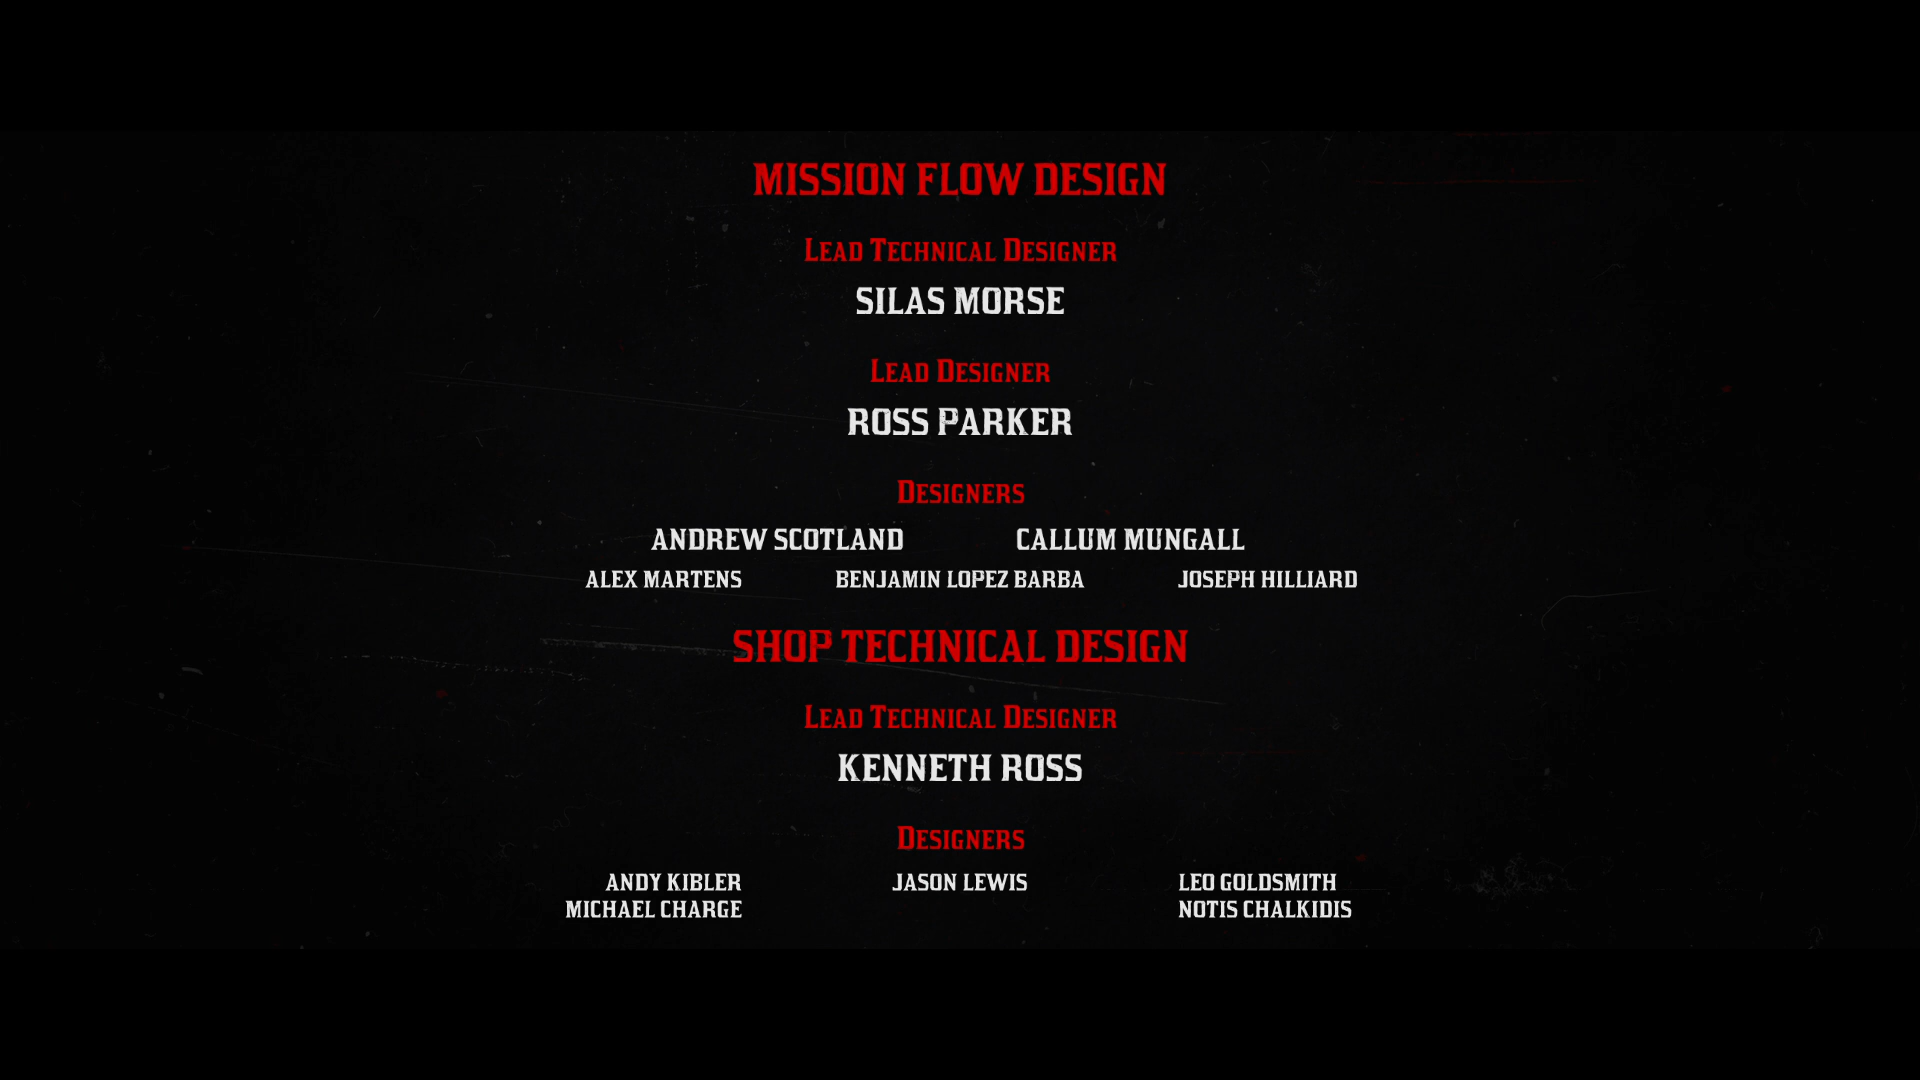 MISSION FLOW DESIGN
LEAD TECHNICAL DESIGNER
SILAS MORSE
LEAD DESIGNER
ROSS PARKER
DESIGNERS
ANDREW SCOTLAND CALLUM MUNGALL
ALEX MARTENS BENJAMIN LOPEZ BARBA JOSEPH HILLIARD
SHOP TECHNICAL DESIGN
LEAD TECHNICAL DESIGNER
KENNETH ROSS
DESIGNERS
ANDY KIBLER JASON LEWIS LEO GOLDSMITH
MICHAEL CHARGE NOTIS CHALKIDIS